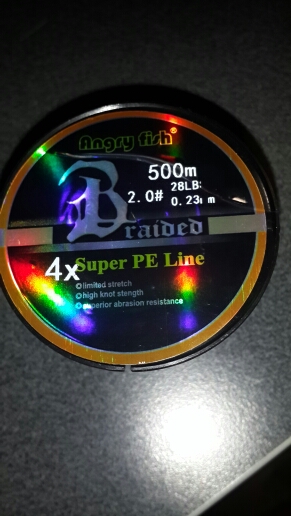 Angry fish®
500m
28LB
2.0# 0.23 m
Braided
4x Super PE Line
limited stretch
high knot stength
superior abrasion resistance